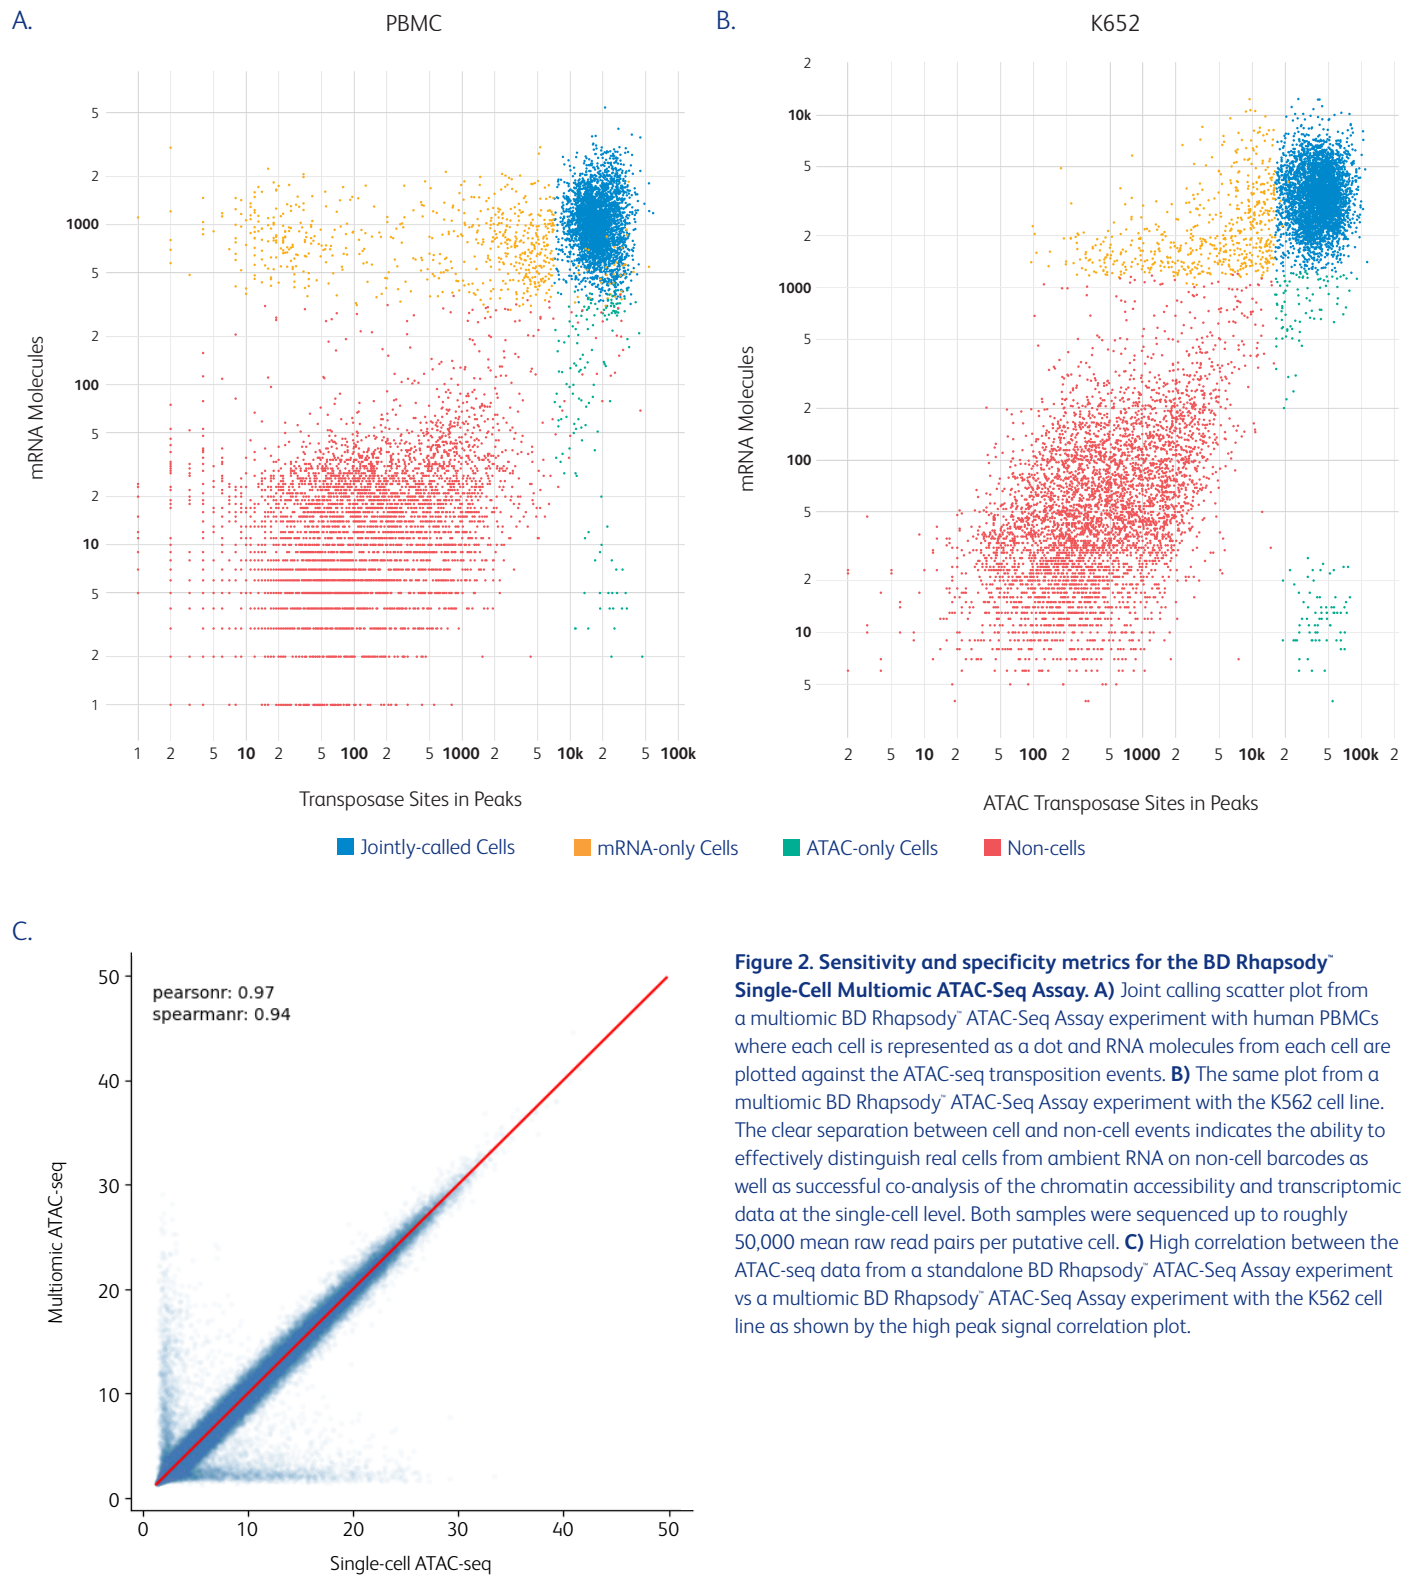 A.
PBMC
5
2
1000
5
2
100
5
2
10
5
2
1
mRNA Molecules
1 2 5 10 2 5 100 2 5 1000 2 5 10k 2 5 100k
Transposase Sites in Peaks
B.
K652
2
10k
5
2
1000
5
2
100
5
2
10
5
mRNA Molecules
2 5 10 2 5 100 2 5 1000 2 5 10k 2 5 100k 2
ATAC Transposase Sites in Peaks
Jointly-called Cells mRNA-only Cells ATAC-only Cells Non-cells
C.
pearsonr: 0.97
spearmanr: 0.94
50
40
30
20
10
0
Multiomic ATAC-seq
0 10 20 30 40 50
Single-cell ATAC-seq
Figure 2. Sensitivity and specificity metrics for the BD Rhapsody™
Single-Cell Multiomic ATAC-Seq Assay. A) Joint calling scatter plot from
a multiomic BD Rhapsody™ ATAC-Seq Assay experiment with human PBMCs
where each cell is represented as a dot and RNA molecules from each cell are
plotted against the ATAC-seq transposition events. B) The same plot from a
multiomic BD Rhapsody™ ATAC-Seq Assay experiment with the K562 cell line.
The clear separation between cell and non-cell events indicates the ability to
effectively distinguish real cells from ambient RNA on non-cell barcodes as
well as successful co-analysis of the chromatin accessibility and transcriptomic
data at the single-cell level. Both samples were sequenced up to roughly
50,000 mean raw read pairs per putative cell. C) High correlation between the
ATAC-seq data from a standalone BD Rhapsody™ ATAC-Seq Assay experiment
vs a multiomic BD Rhapsody™ ATAC-Seq Assay experiment with the K562 cell
line as shown by the high peak signal correlation plot.